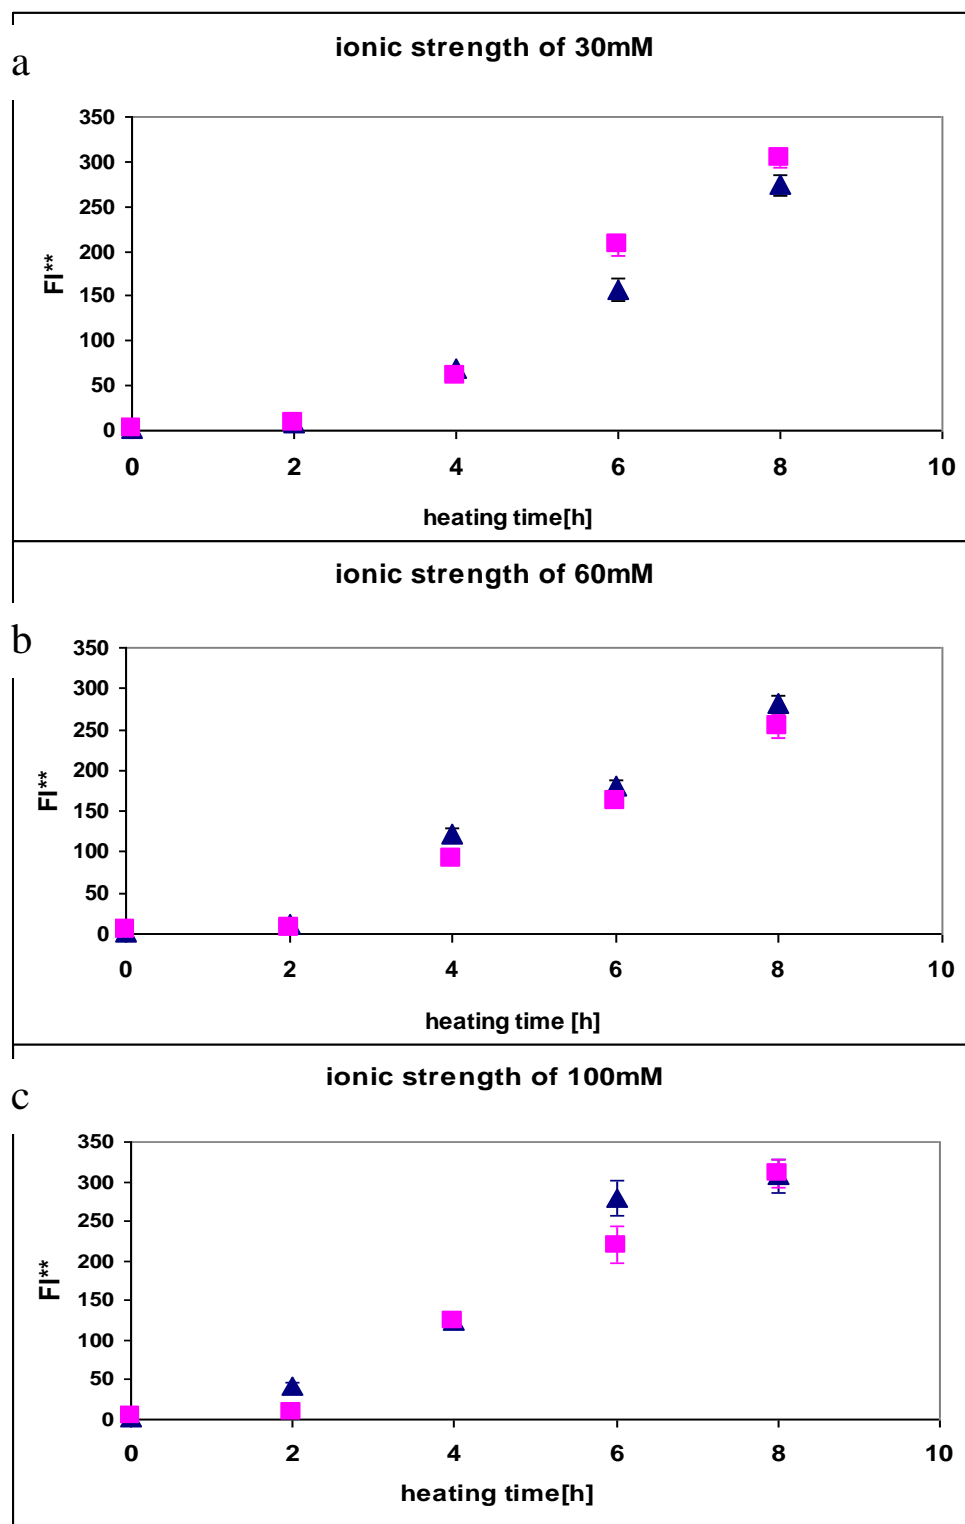 a
ionic strength of 30mM
350
300
250
200
150
100
50
0
FI**
0 2 4 6 8 10
heating time[h]
ionic strength of 60mM
b
350
300
250
200
150
100
50
0
FI**
0 2 4 6 8 10
heating time [h]
ionic strength of 100mM
c
350
300
250
200
150
100
50
0
FI**
0 2 4 6 8 10
heating time[h]